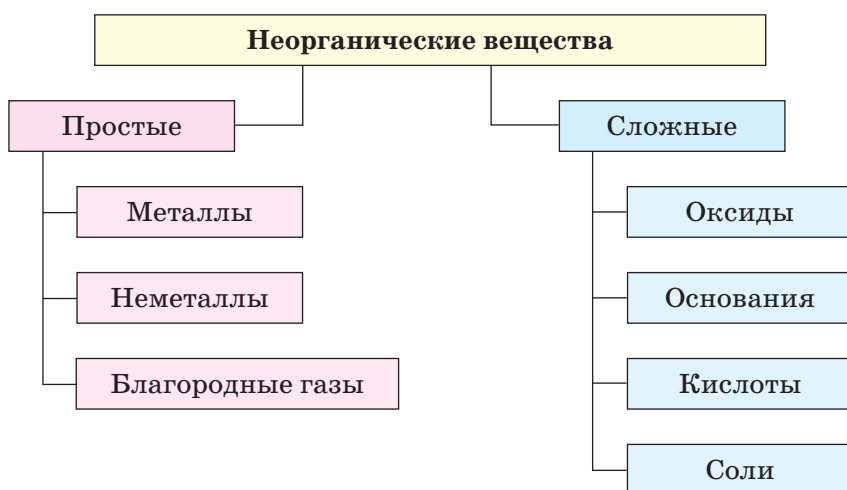 Неорганические вещества
Простые
Сложные
Металлы
Оксиды
Неметаллы
Основания
Благородные газы
Кислоты
Соли